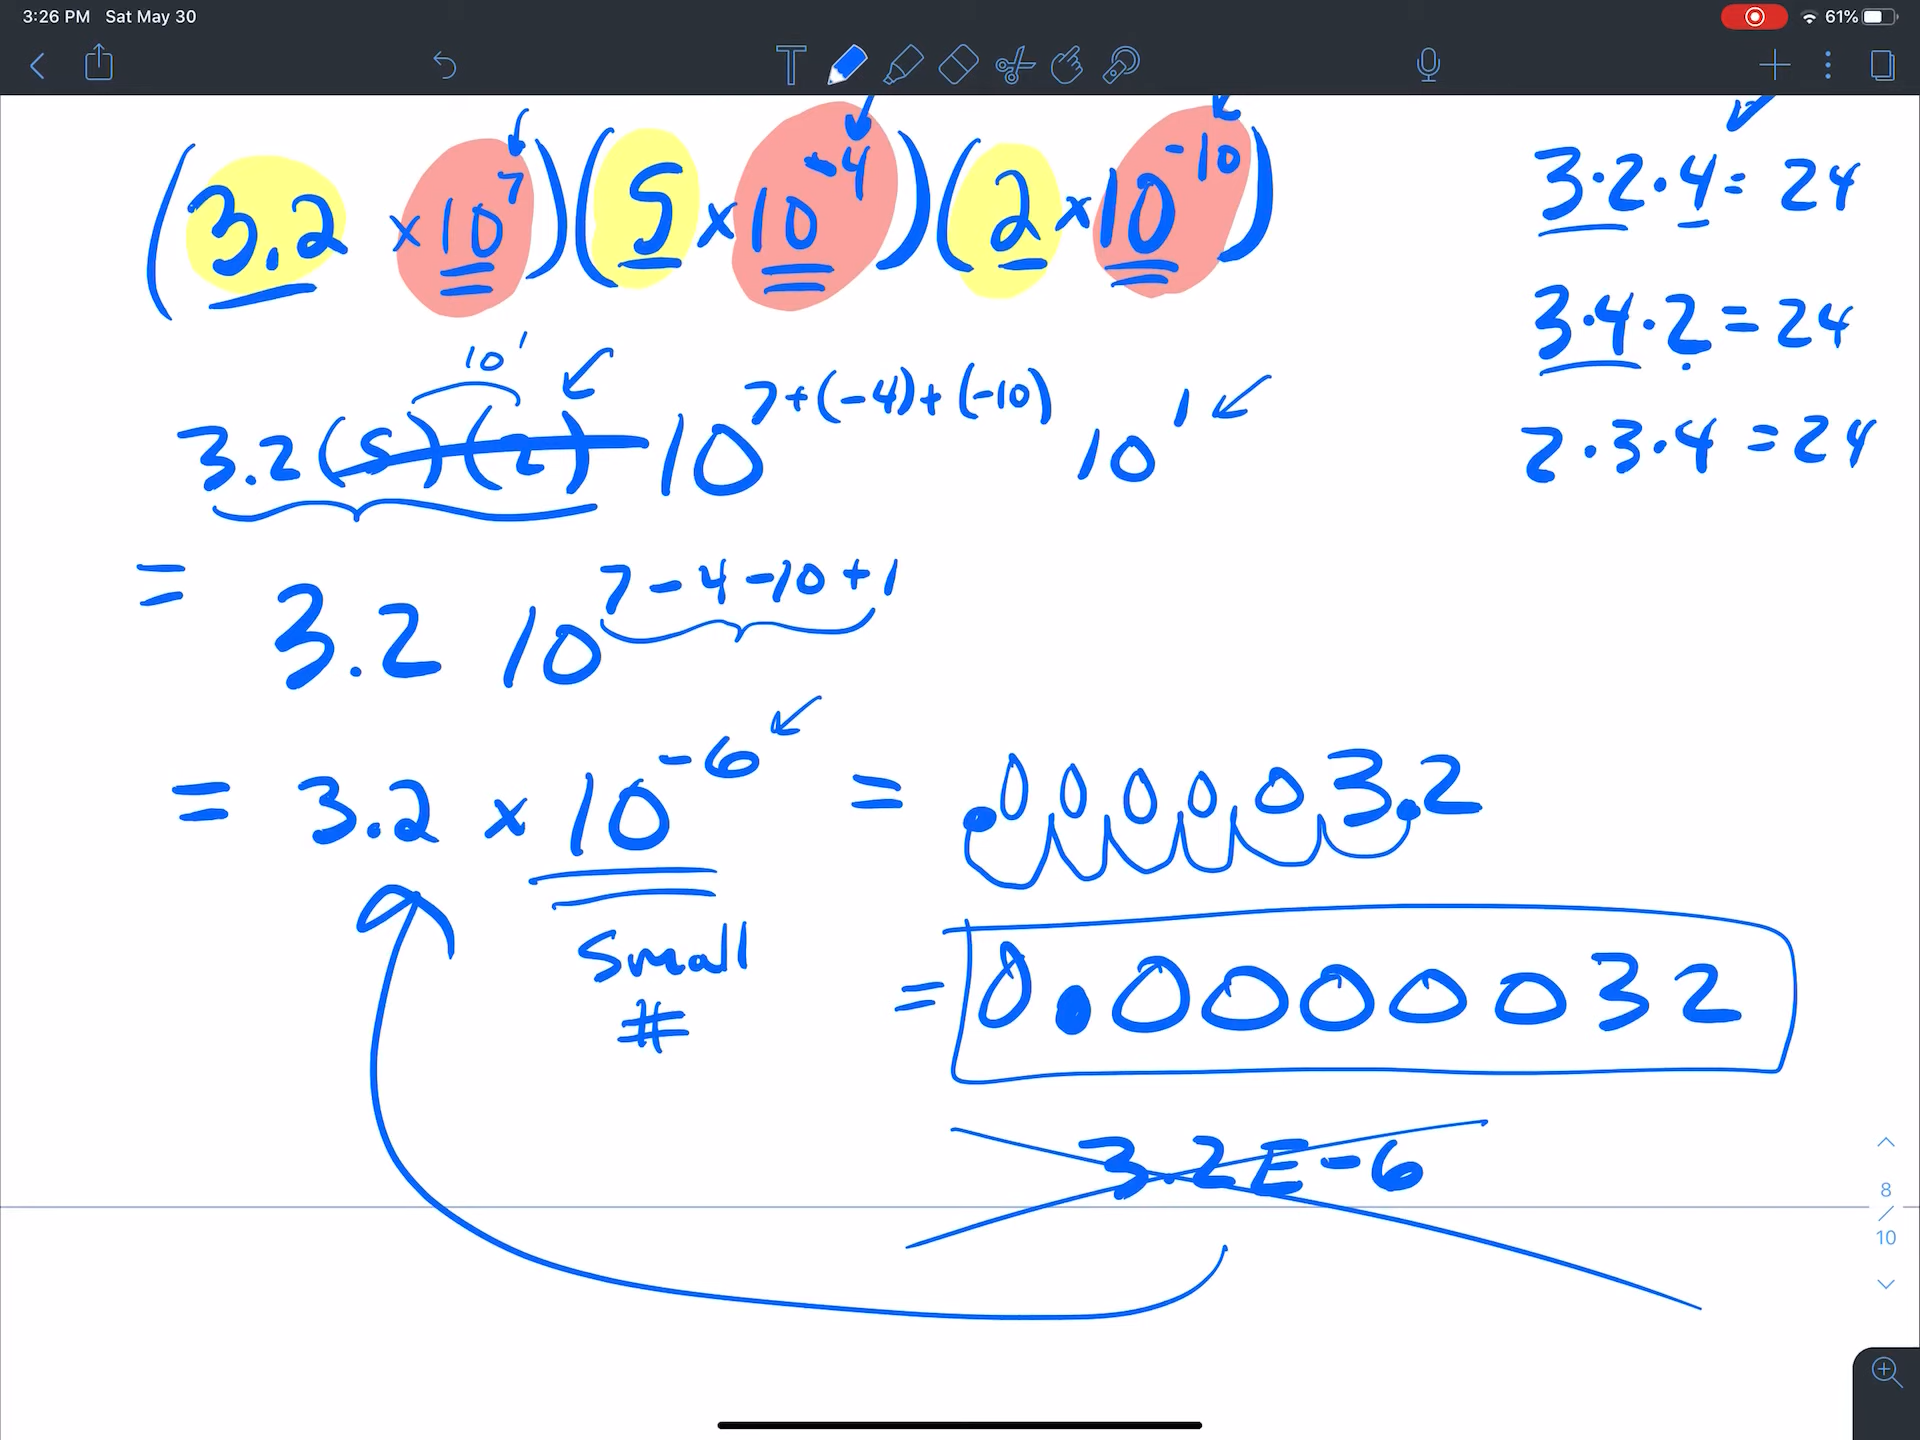 3:26 PM Sat May 30
61%
(3.2 ×10⁷)(5 ×10⁻⁴)(2 ×10⁻¹⁰)
3·2·4 = 24
3·4·2 = 24
2·3·4 = 24
10¹
3.2(5)(2) 10^7+(-4)+(-10) 10¹
= 3.2 10^7-4-10+1
= 3.2 × 10⁻⁶ = .000003.2
small
#
= 0.0000032
3.2E-6
8
/
10